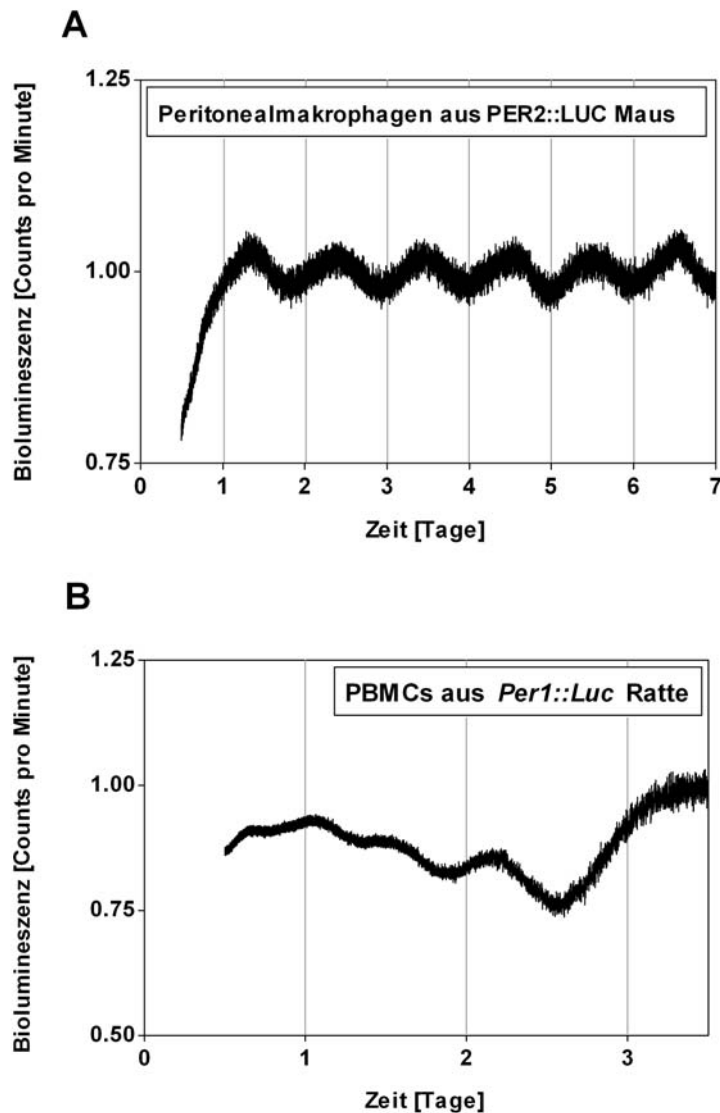 A
Biolumineszenz [Counts pro Minute]
1.25
1.00
0.75
Peritonealmakrophagen aus PER2::LUC Maus
0 1 2 3 4 5 6 7
Zeit [Tage]
B
Biolumineszenz [Counts pro Minute]
1.25
1.00
0.75
0.50
PBMCs aus Per1::Luc Ratte
0 1 2 3
Zeit [Tage]